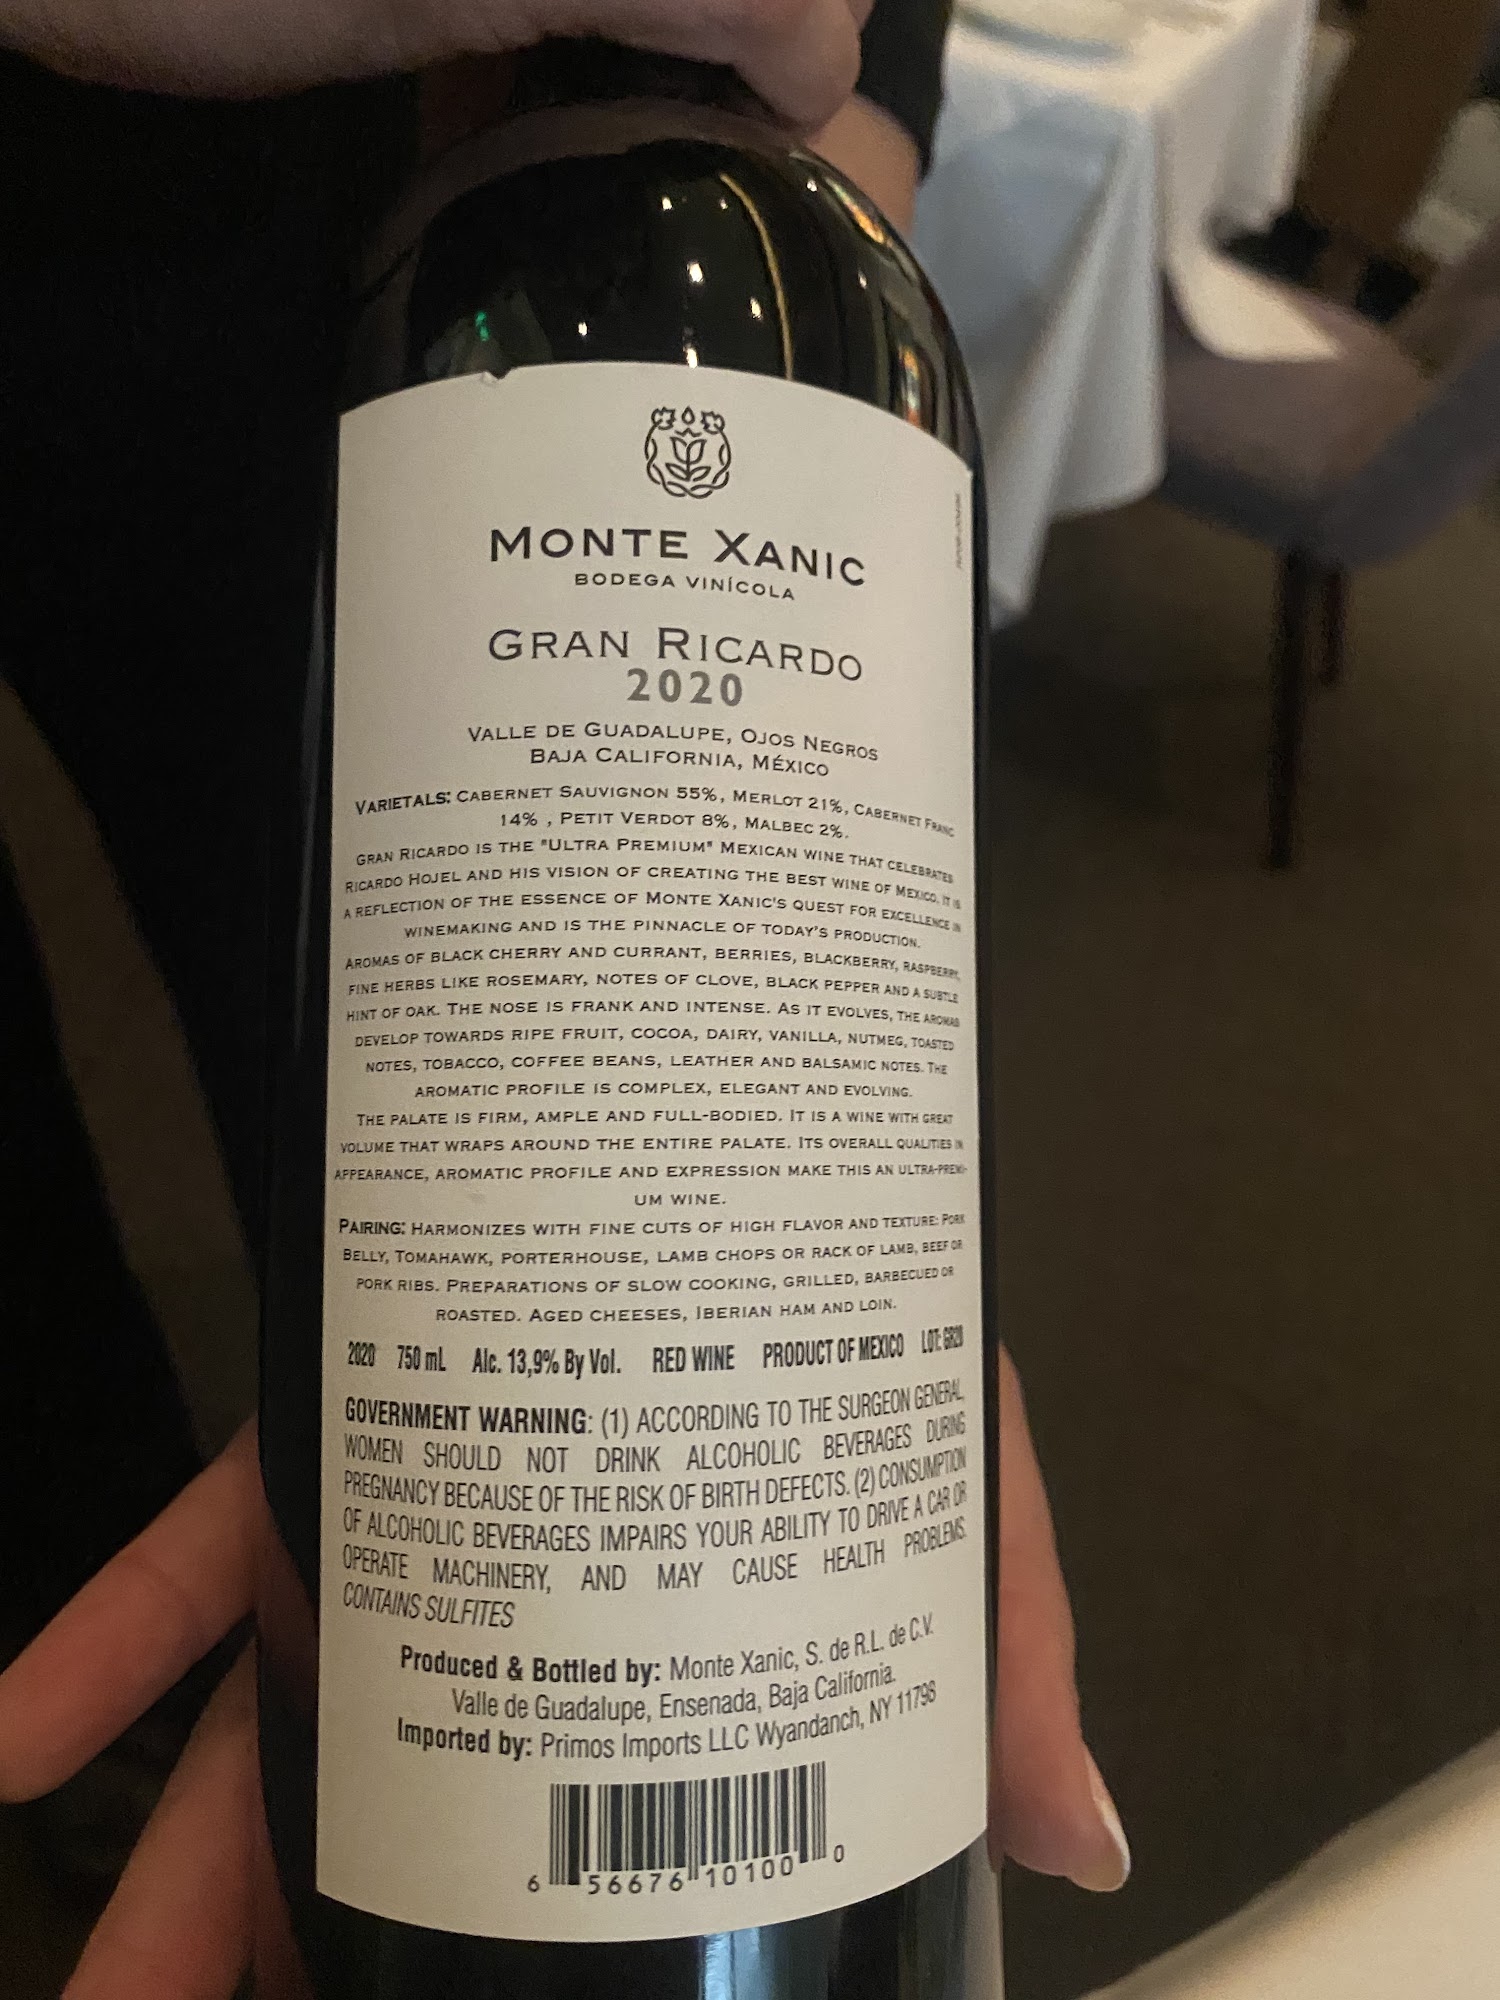 MONTE XANIC
BODEGA VINÍCOLA
GRAN RICARDO
2020
VALLE DE GUADALUPE, OJOS NEGROS
BAJA CALIFORNIA, MÉXICO
VARIETALS: CABERNET SAUVIGNON 55%, MERLOT 21%, CABERNET FRANC
14% , PETIT VERDOT 8%, MALBEC 2%.
GRAN RICARDO IS THE "ULTRA PREMIUM" MEXICAN WINE THAT CELEBRATES
RICARDO HOJEL AND HIS VISION OF CREATING THE BEST WINE OF MEXICO, IT IS
A REFLECTION OF THE ESSENCE OF MONTE XANIC'S QUEST FOR EXCELLENCE IN
WINEMAKING AND IS THE PINNACLE OF TODAY'S PRODUCTION.
AROMAS OF BLACK CHERRY AND CURRANT, BERRIES, BLACKBERRY, RASPBERRY,
FINE HERBS LIKE ROSEMARY, NOTES OF CLOVE, BLACK PEPPER AND A SUBTLE
HINT OF OAK. THE NOSE IS FRANK AND INTENSE. AS IT EVOLVES, THE AROMAS
DEVELOP TOWARDS RIPE FRUIT, COCOA, DAIRY, VANILLA, NUTMEG, TOASTED
NOTES, TOBACCO, COFFEE BEANS, LEATHER AND BALSAMIC NOTES. THE
AROMATIC PROFILE IS COMPLEX, ELEGANT AND EVOLVING.
THE PALATE IS FIRM, AMPLE AND FULL-BODIED. IT IS A WINE WITH GREAT
VOLUME THAT WRAPS AROUND THE ENTIRE PALATE. ITS OVERALL QUALITIES IN
APPEARANCE, AROMATIC PROFILE AND EXPRESSION MAKE THIS AN ULTRA-PREMI-
UM WINE.
PAIRING: HARMONIZES WITH FINE CUTS OF HIGH FLAVOR AND TEXTURE: PORK
BELLY, TOMAHAWK, PORTERHOUSE, LAMB CHOPS OR RACK OF LAMB, BEEF OR
PORK RIBS. PREPARATIONS OF SLOW COOKING, GRILLED, BARBECUED OR
ROASTED. AGED CHEESES, IBERIAN HAM AND LOIN.
2020 750 mL Alc. 13,9% By Vol. RED WINE PRODUCT OF MEXICO LOT: GR20
GOVERNMENT WARNING: (1) ACCORDING TO THE SURGEON GENERAL,
WOMEN SHOULD NOT DRINK ALCOHOLIC BEVERAGES DURING
PREGNANCY BECAUSE OF THE RISK OF BIRTH DEFECTS. (2) CONSUMPTION
OF ALCOHOLIC BEVERAGES IMPAIRS YOUR ABILITY TO DRIVE A CAR OR
OPERATE MACHINERY, AND MAY CAUSE HEALTH PROBLEMS.
CONTAINS SULFITES
Produced & Bottled by: Monte Xanic, S. de R.L. de C.V.
Valle de Guadalupe, Ensenada, Baja California.
Imported by: Primos Imports LLC Wyandanch, NY 11798
6 56676 10100 0